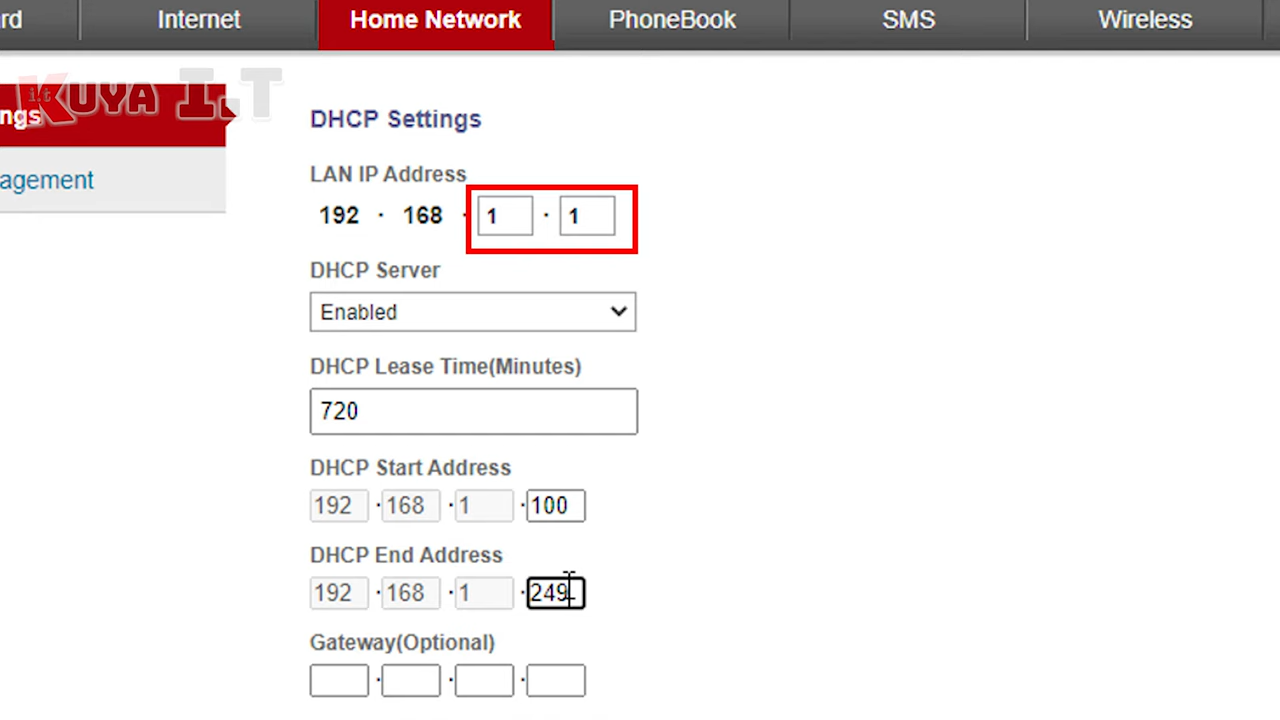 rd Internet Home Network PhoneBook SMS Wireless
i.t KUYA I.T
ngs
agement
DHCP Settings
LAN IP Address
192 · 168 · 1 · 1
DHCP Server
Enabled
DHCP Lease Time(Minutes)
720
DHCP Start Address
192 · 168 · 1 · 100
DHCP End Address
192 · 168 · 1 · 249
Gateway(Optional)